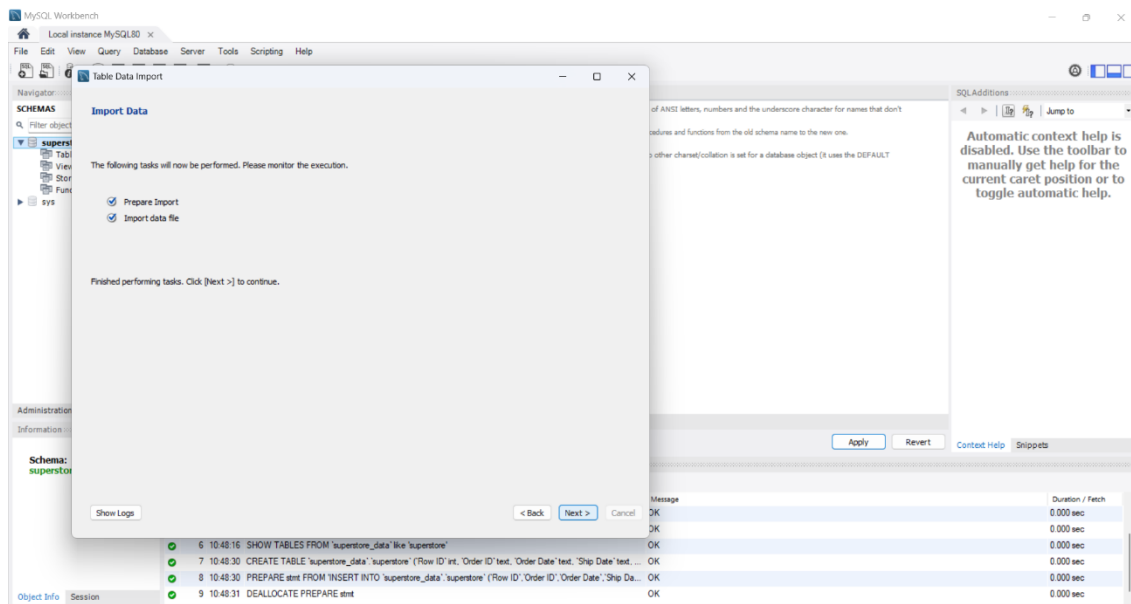 MySQL Workbench
Local instance MySQL80 ×
File Edit View Query Database Server Tools Scripting Help
Table Data Import
Navigator
SCHEMAS
Filter object
superst
Tabl
View
Stor
Func
sys
Import Data
The following tasks will now be performed. Please monitor the execution.
Prepare Import
Import data file
Finished performing tasks. Click [Next >] to continue.
Show Logs
< Back Next > Cancel
of ANSI letters, numbers and the underscore character for names that don't
cedures and functions from the old schema name to the new one.
o other charset/collation is set for a database object (it uses the DEFAULT
Apply Revert
SQLAdditions
Jump to
Automatic context help is
disabled. Use the toolbar to
manually get help for the
current caret position or to
toggle automatic help.
Context Help Snippets
Administration
Information
Schema:
superstor
Message Duration / Fetch
OK 0.000 sec
OK 0.000 sec
6 10:48:16 SHOW TABLES FROM `superstore_data` like 'superstore' OK 0.000 sec
7 10:48:30 CREATE TABLE `superstore_data`.`superstore` (`Row ID` int, `Order ID` text, `Order Date` text, `Ship Date` text, ... OK 0.000 sec
8 10:48:30 PREPARE stmt FROM 'INSERT INTO `superstore_data`.`superstore` (`Row ID`,`Order ID`,`Order Date`,`Ship Da... OK 0.000 sec
9 10:48:31 DEALLOCATE PREPARE stmt OK 0.000 sec
Object Info Session